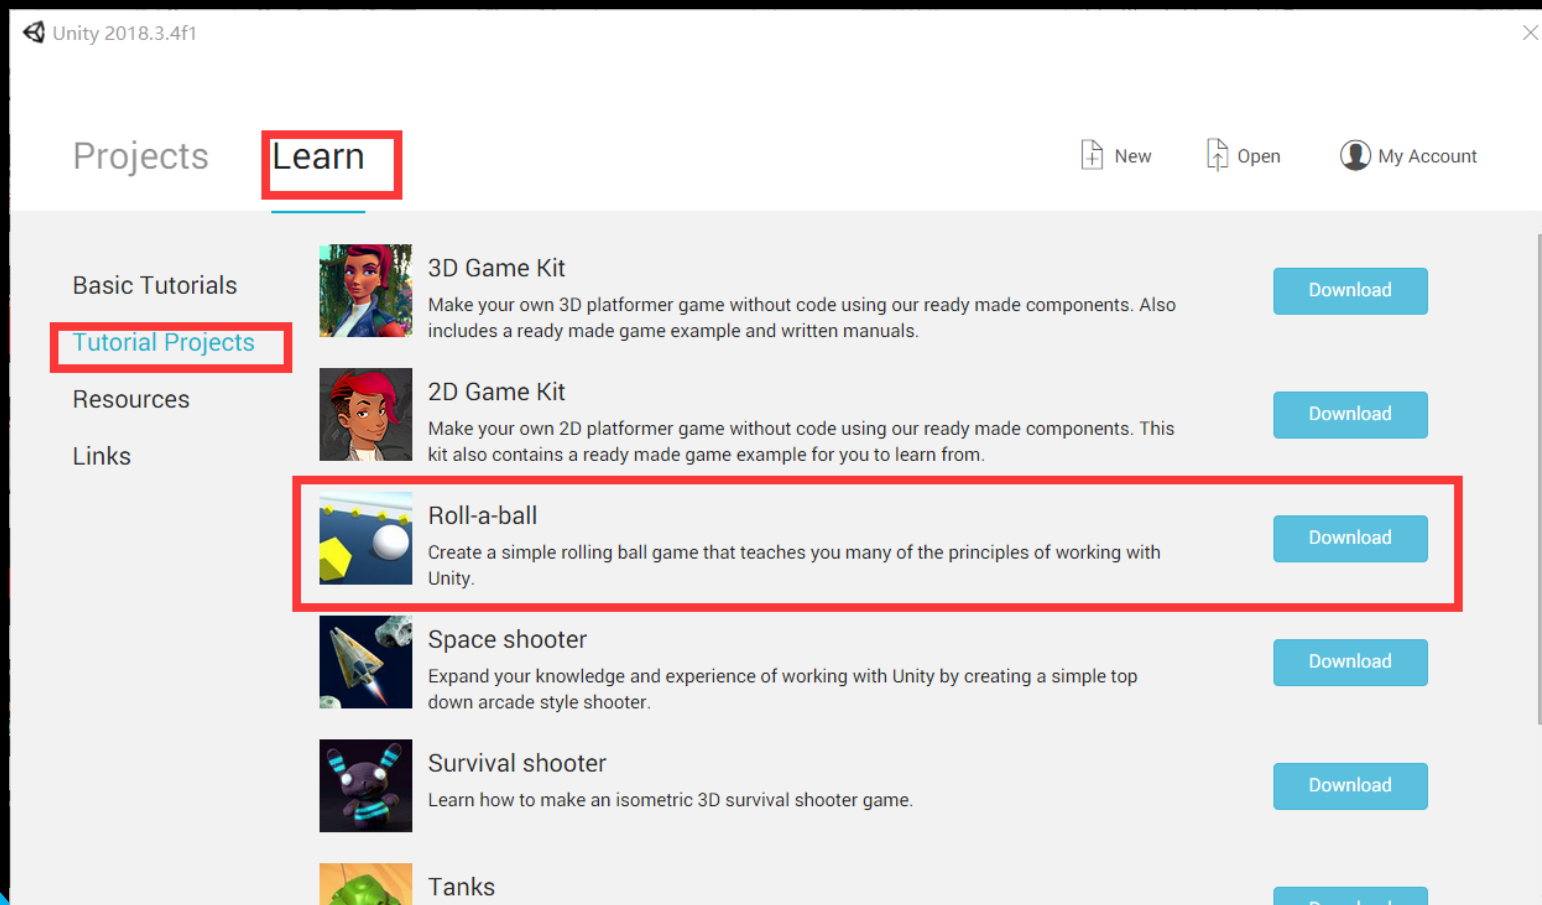 Unity 2018.3.4f1
Projects
Learn
New
Open
My Account
Basic Tutorials
Tutorial Projects
Resources
Links
3D Game Kit
Make your own 3D platformer game without code using our ready made components. Also
includes a ready made game example and written manuals.
Download
2D Game Kit
Make your own 2D platformer game without code using our ready made components. This
kit also contains a ready made game example for you to learn from.
Download
Roll-a-ball
Create a simple rolling ball game that teaches you many of the principles of working with
Unity.
Download
Space shooter
Expand your knowledge and experience of working with Unity by creating a simple top
down arcade style shooter.
Download
Survival shooter
Learn how to make an isometric 3D survival shooter game.
Download
Tanks
Download